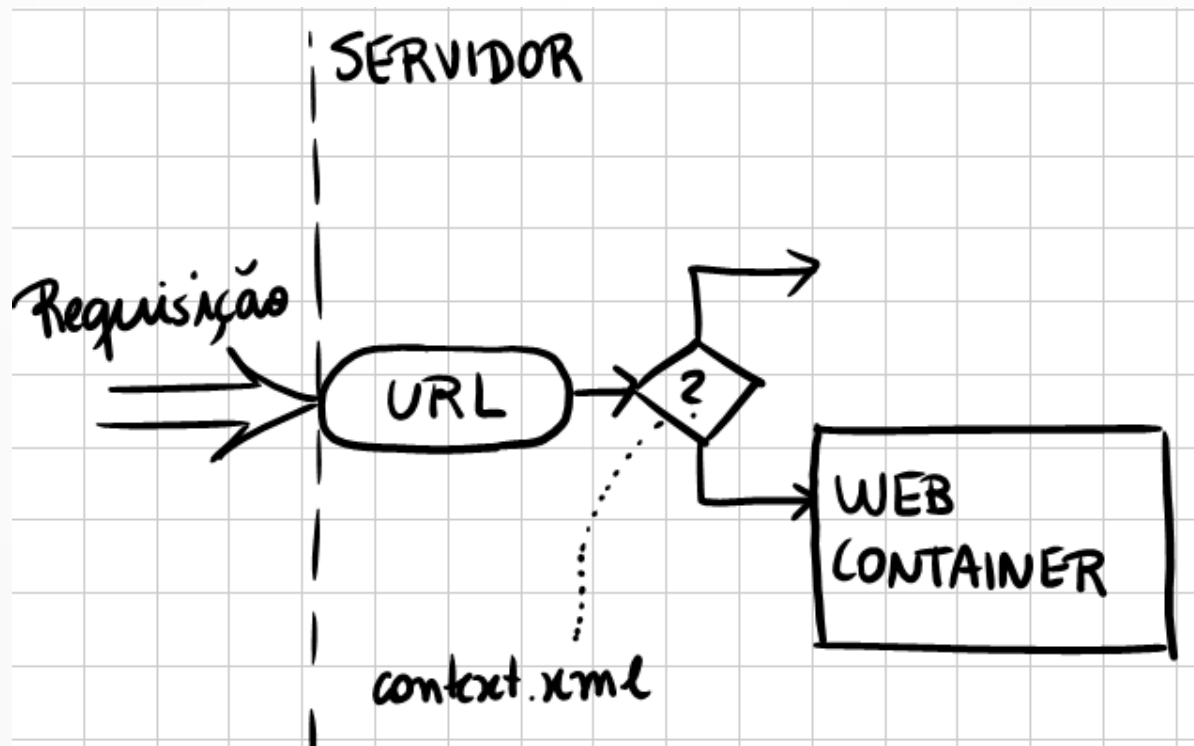 SERVIDOR
Requisição
URL
?
WEB
CONTAINER
context.xml